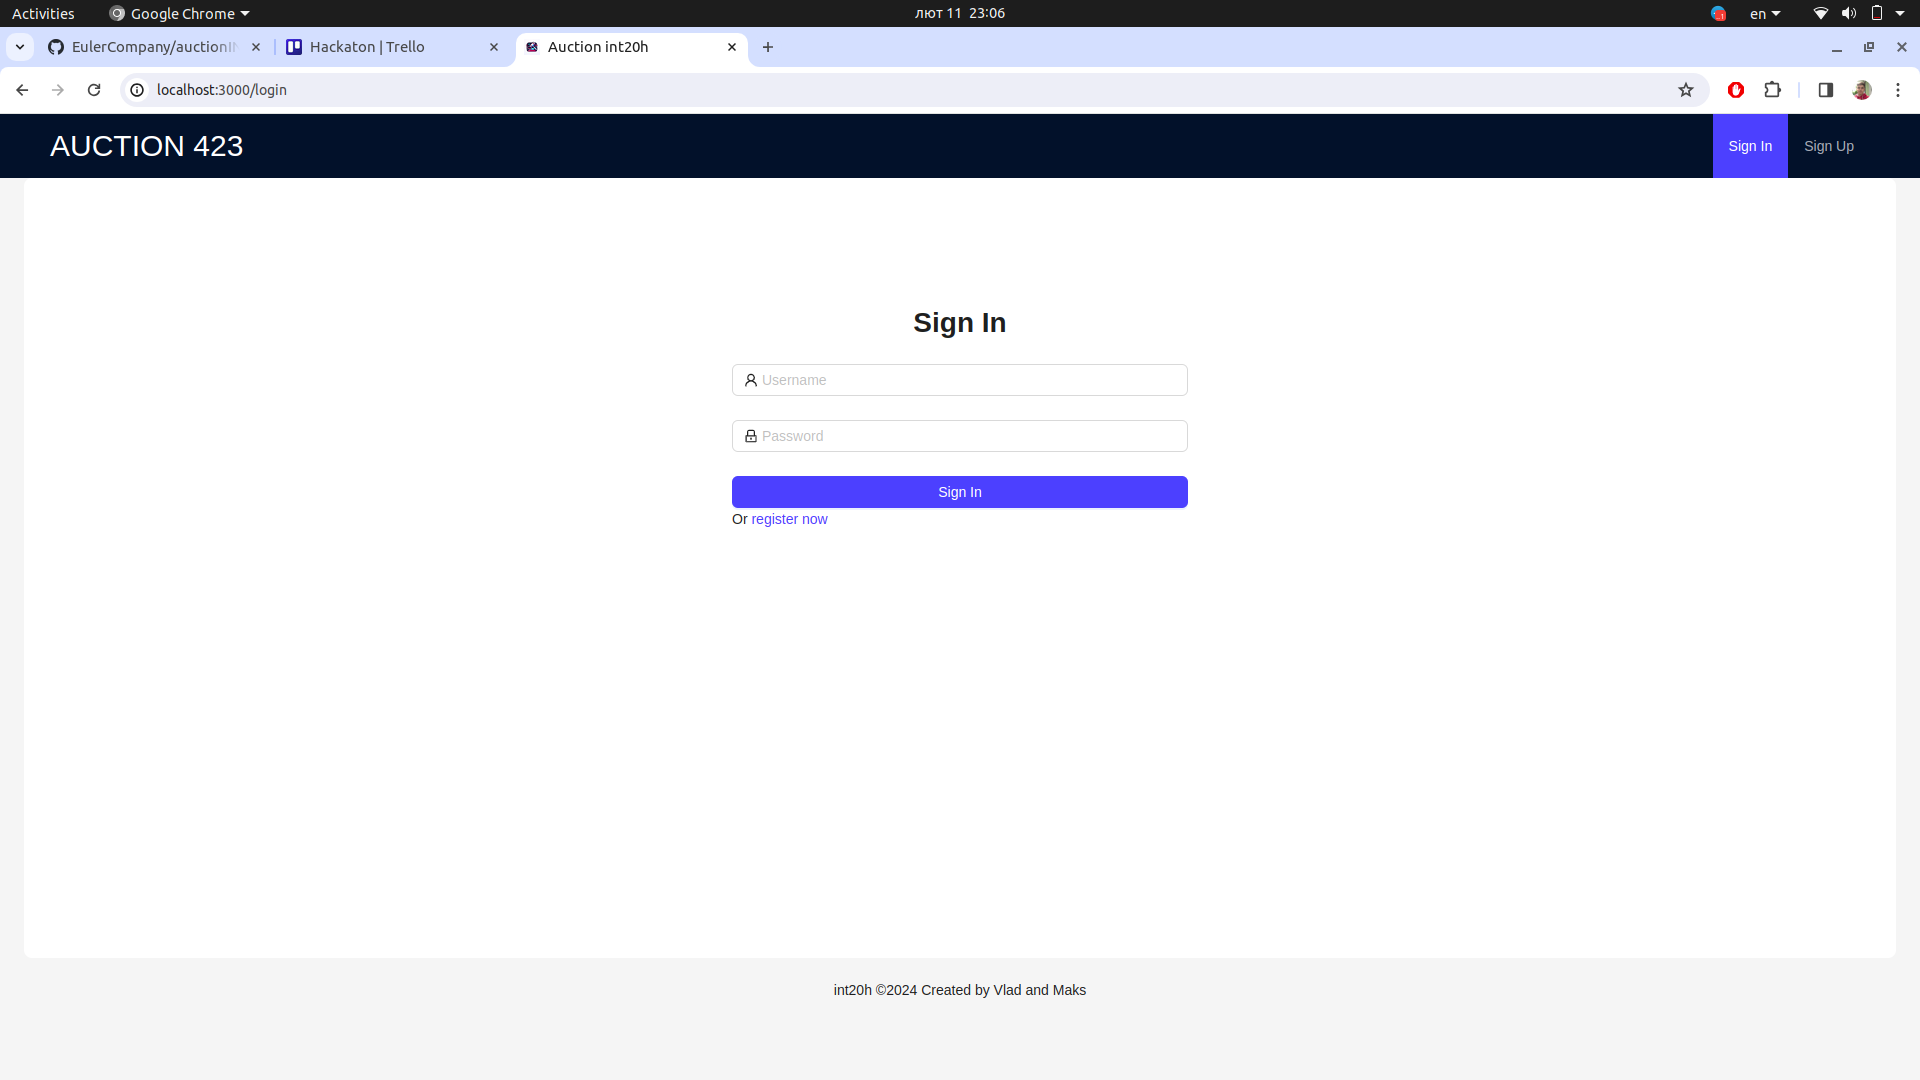 Activities Google Chrome лют 11 23:06 en
EulerCompany/auction Hackaton | Trello Auction int20h
localhost:3000/login
AUCTION 423 Sign In Sign Up
Sign In
Username
Password
Sign In
Or register now
int20h ©2024 Created by Vlad and Maks